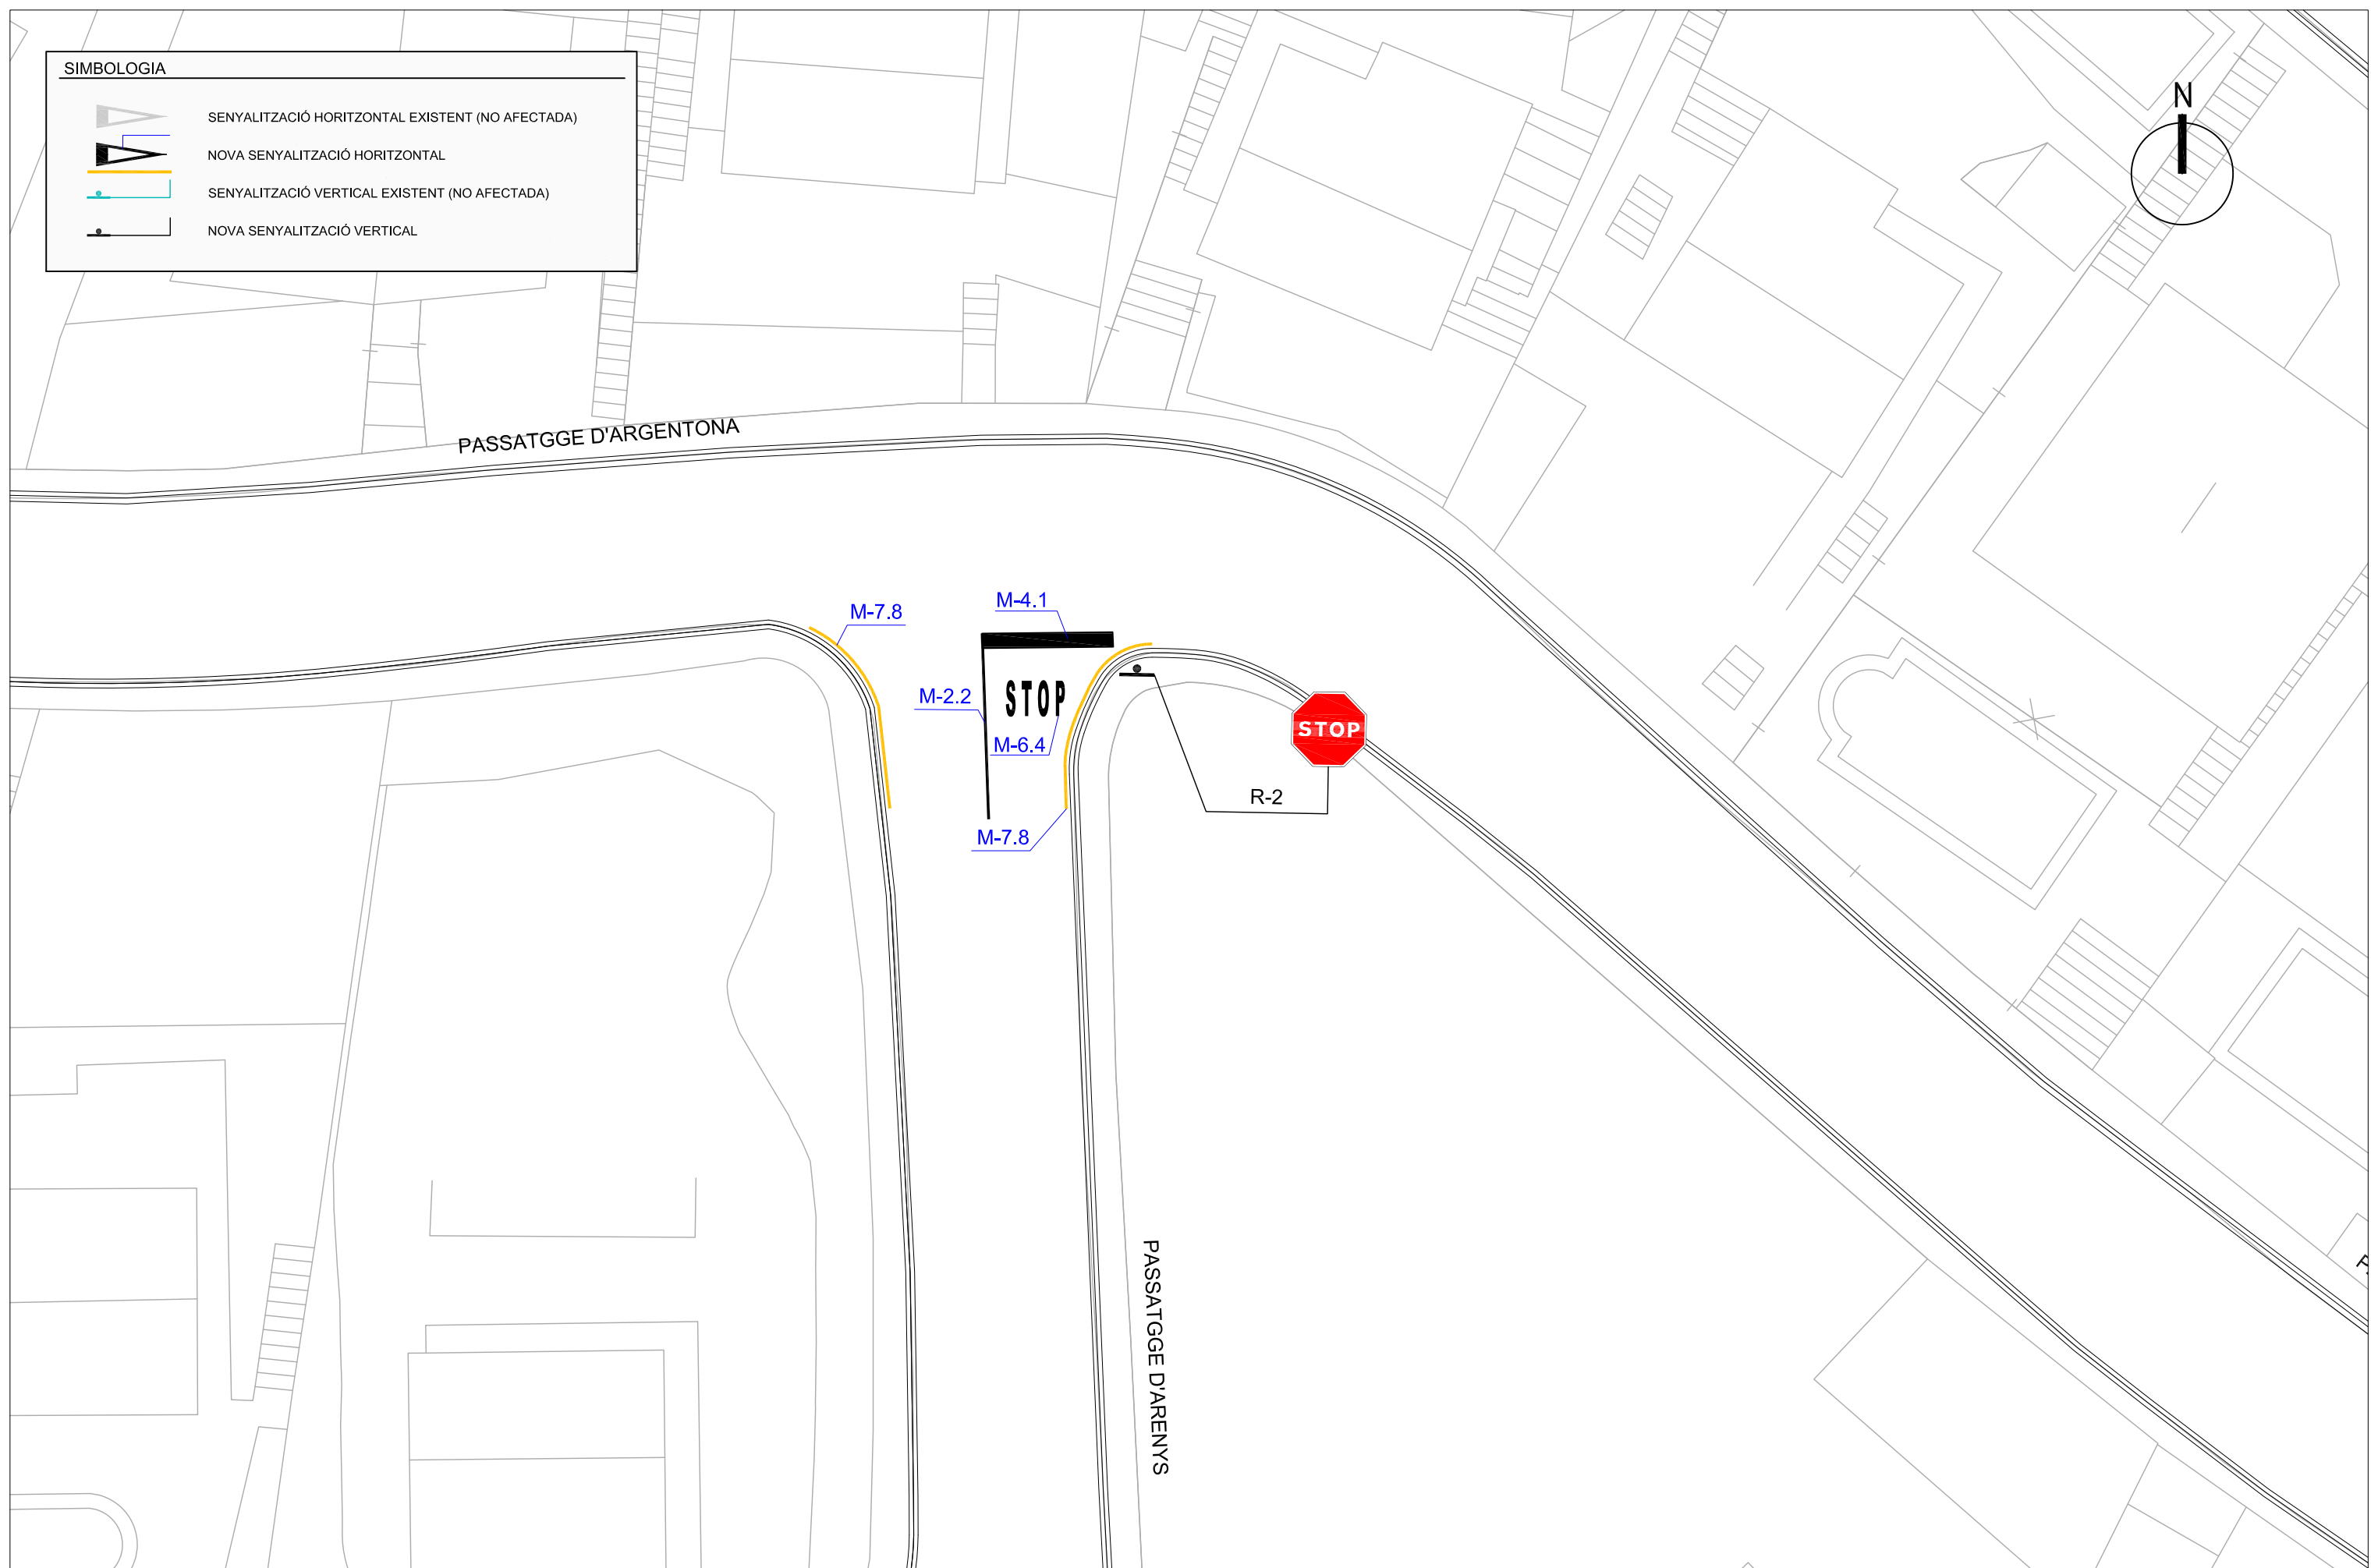 SIMBOLOGIA
SENYALITZACIÓ HORITZONTAL EXISTENT (NO AFECTADA)
NOVA SENYALITZACIÓ HORITZONTAL
SENYALITZACIÓ VERTICAL EXISTENT (NO AFECTADA)
NOVA SENYALITZACIÓ VERTICAL
N
PASSATGGE D'ARGENTONA
M-7.8
M-4.1
M-2.2
STOP
M-6.4
STOP
R-2
M-7.8
PASSATGGE D'ARENYS